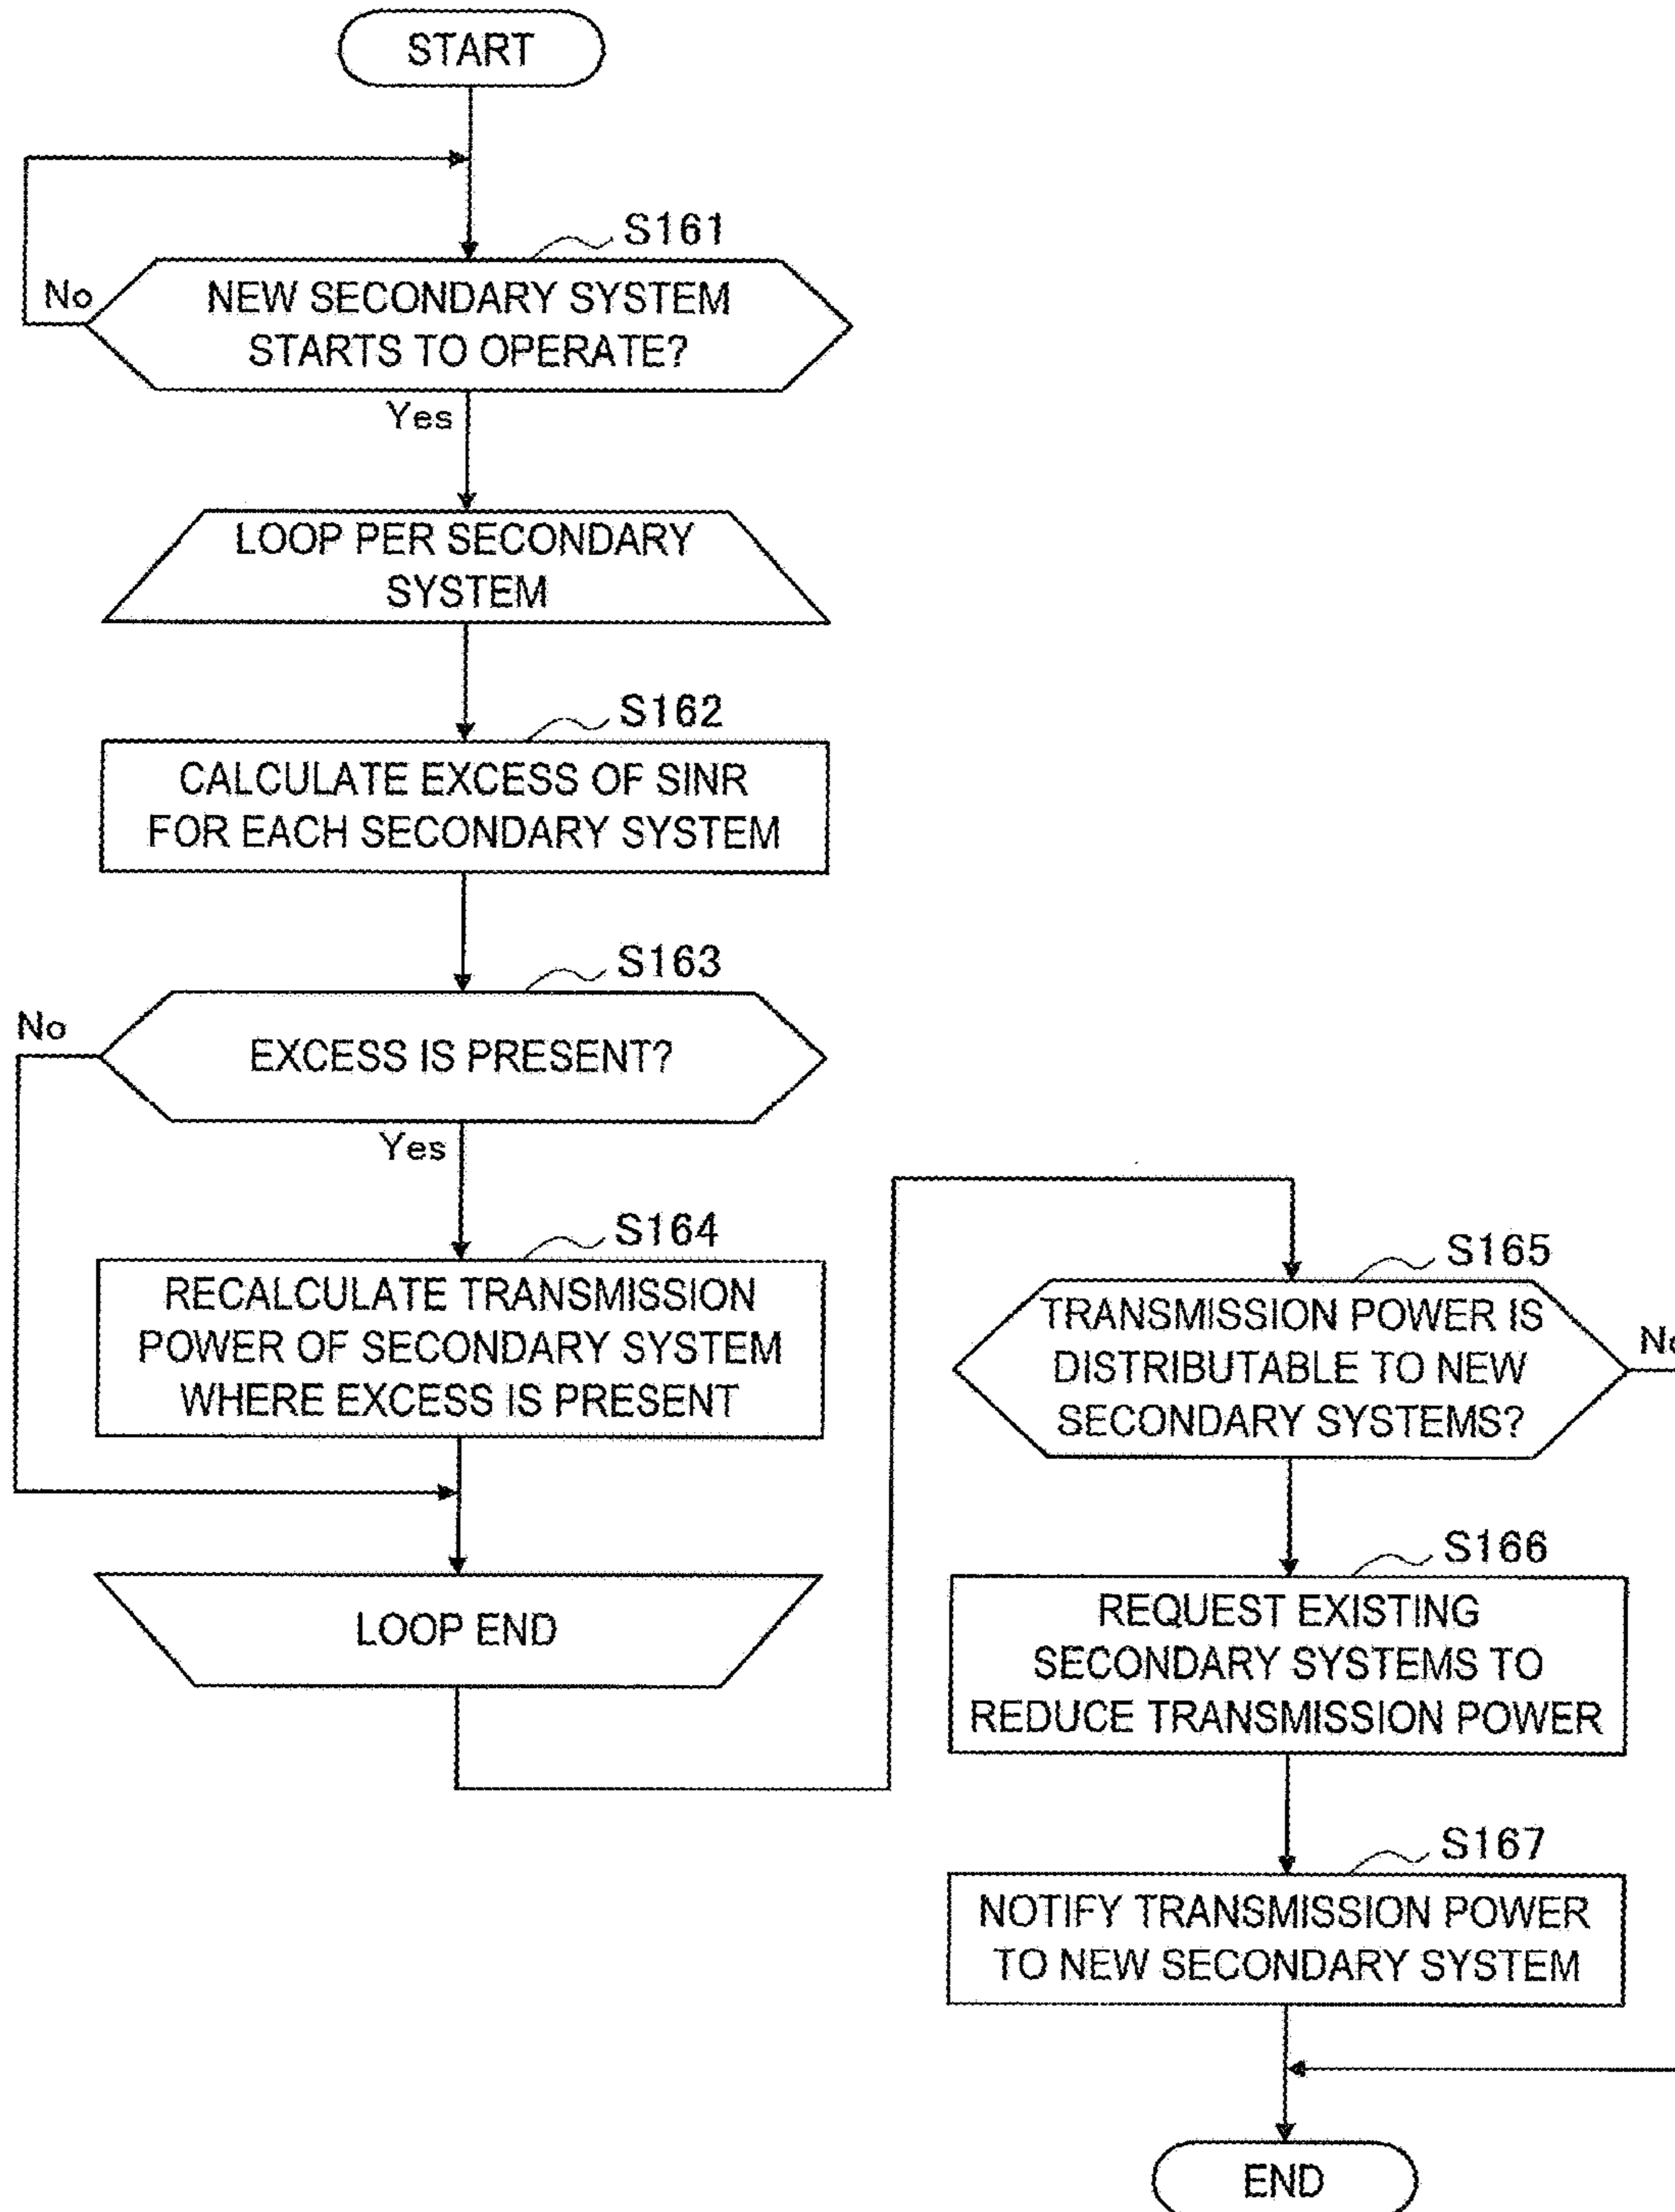 START
S161
No
NEW SECONDARY SYSTEM
STARTS TO OPERATE?
Yes
LOOP PER SECONDARY
SYSTEM
S162
CALCULATE EXCESS OF SINR
FOR EACH SECONDARY SYSTEM
S163
No
EXCESS IS PRESENT?
Yes
S164
RECALCULATE TRANSMISSION
POWER OF SECONDARY SYSTEM
WHERE EXCESS IS PRESENT
LOOP END
S165
TRANSMISSION POWER IS
DISTRIBUTABLE TO NEW
SECONDARY SYSTEMS?
No
S166
REQUEST EXISTING
SECONDARY SYSTEMS TO
REDUCE TRANSMISSION POWER
S167
NOTIFY TRANSMISSION POWER
TO NEW SECONDARY SYSTEM
END